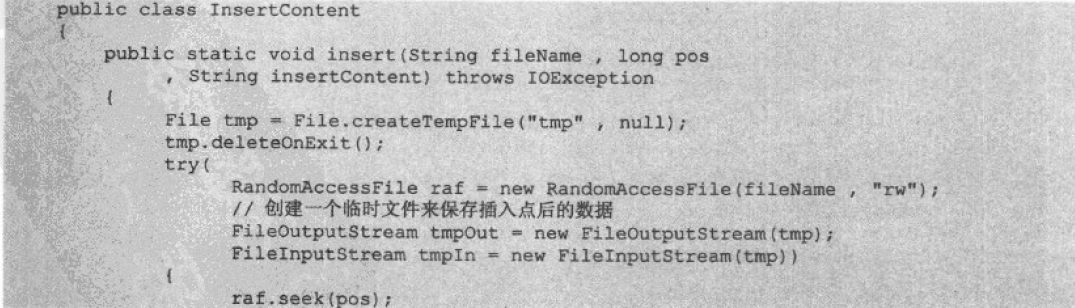 public class InsertContent
{
public static void insert(String fileName , long pos
, String insertContent) throws IOException
{
File tmp = File.createTempFile("tmp" , null);
tmp.deleteOnExit();
try(
RandomAccessFile raf = new RandomAccessFile(fileName , "rw");
// 创建一个临时文件来保存插入点后的数据
FileOutputStream tmpOut = new FileOutputStream(tmp);
FileInputStream tmpIn = new FileInputStream(tmp))
{
raf.seek(pos);